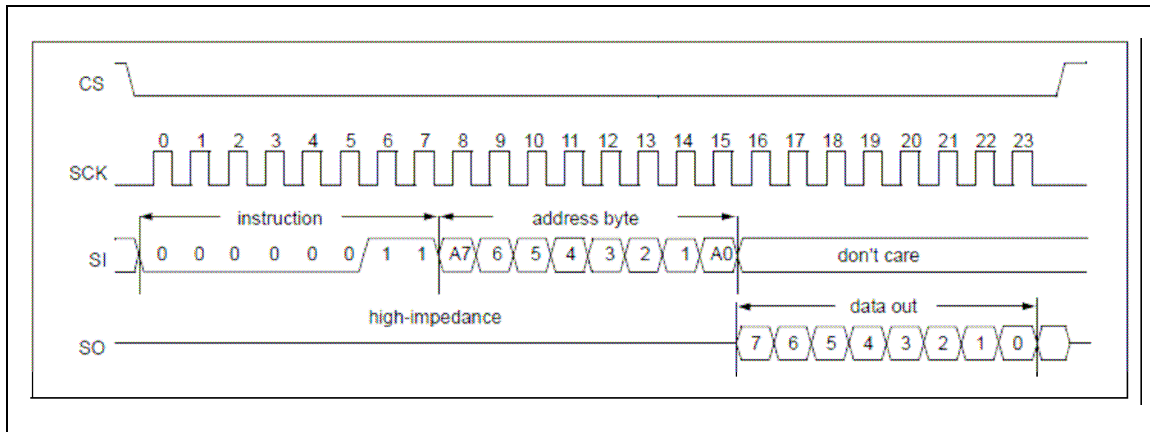 CS
0 1 2 3 4 5 6 7 8 9 10 11 12 13 14 15 16 17 18 19 20 21 22 23
SCK
instruction address byte
SI 0 0 0 0 0 0 1 1 A7 6 5 4 3 2 1 A0 don't care
high-impedance data out
SO 7 6 5 4 3 2 1 0